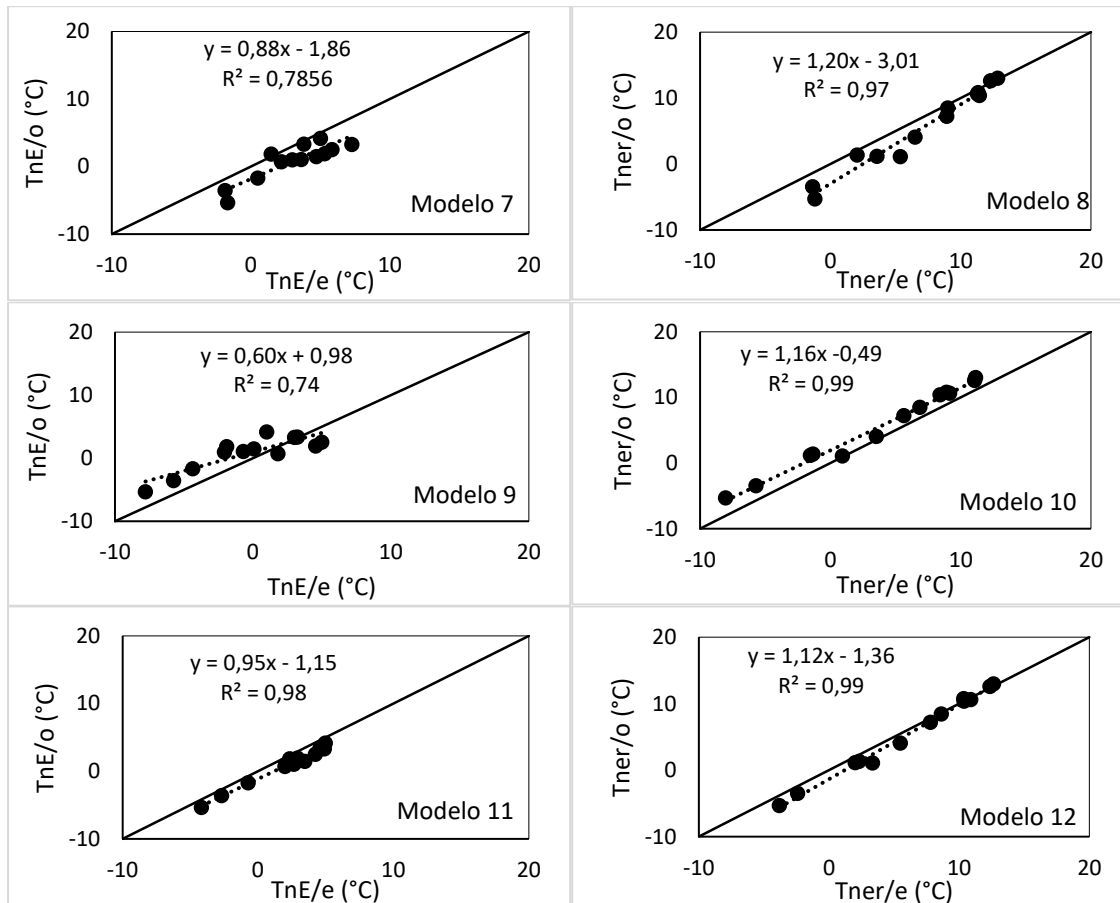 20
y = 0,88x - 1,86
R² = 0,7856
10
0
-10
TnE/o (°C)
Modelo 7
-10 0 10 20
TnE/e (°C)
20
y = 1,20x - 3,01
R² = 0,97
10
0
-10
Tner/o (°C)
Modelo 8
-10 0 10 20
Tner/e (°C)
20
y = 0,60x + 0,98
R² = 0,74
10
0
-10
TnE/o (°C)
Modelo 9
-10 0 10 20
TnE/e (°C)
20
y = 1,16x -0,49
R² = 0,99
10
0
-10
Tner/o (°C)
Modelo 10
-10 0 10 20
Tner/e (°C)
20
y = 0,95x - 1,15
R² = 0,98
10
0
-10
TnE/o (°C)
Modelo 11
-10 0 10 20
TnE/e (°C)
20
y = 1,12x - 1,36
R² = 0,99
10
0
-10
Tner/o (°C)
Modelo 12
-10 0 10 20
Tner/e (°C)